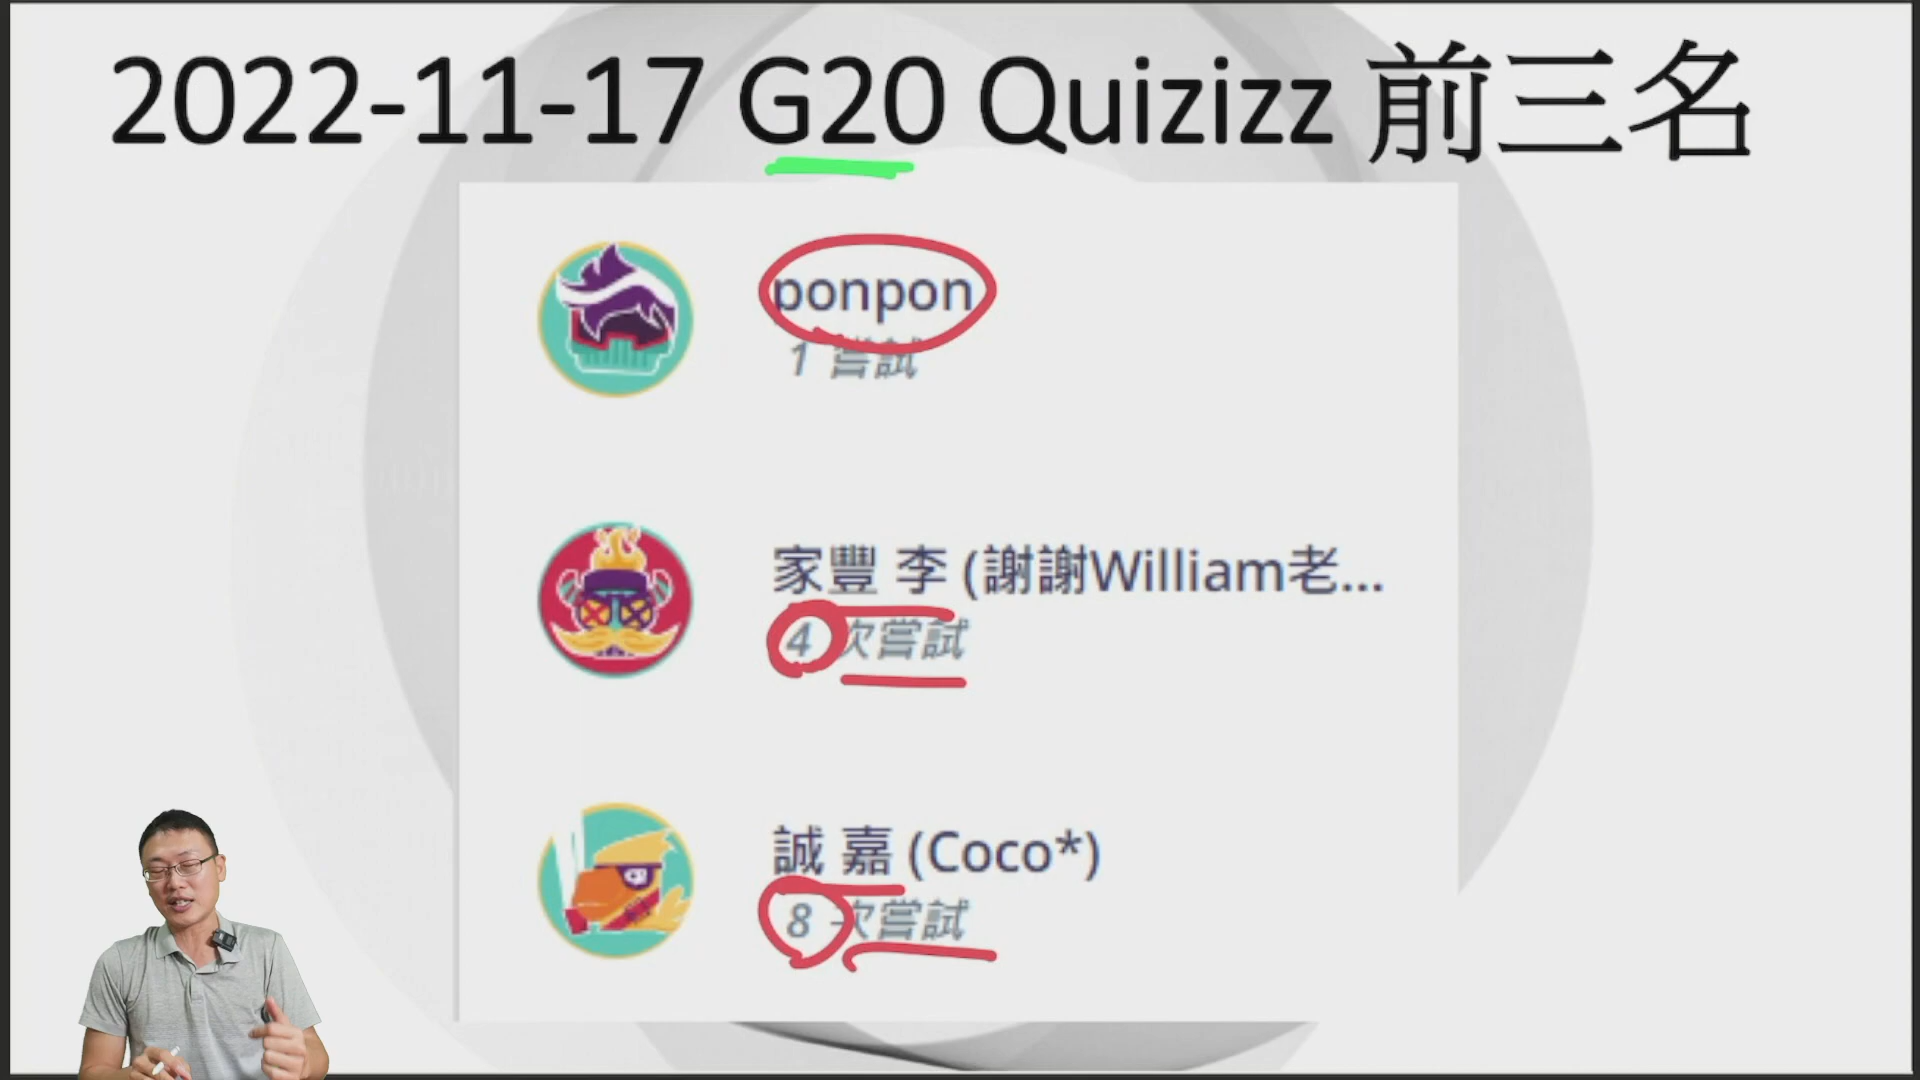 2022-11-17 G20 Quizizz 前三名
ponpon
1 嘗試
家豐 李 (謝謝William老...
4 次嘗試
誠 嘉 (Coco*)
8 次嘗試